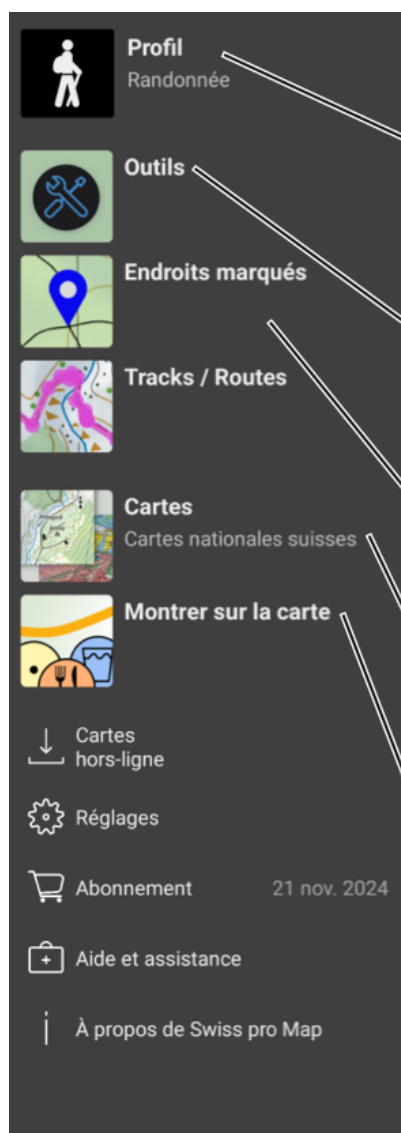 Profil
Randonnée
Outils
Endroits marqués
Tracks / Routes
Cartes
Cartes nationales suisses
Montrer sur la carte
Cartes
hors-ligne
Réglages
Abonnement 21 nov. 2024
Aide et assistance
À propos de Swiss pro Map